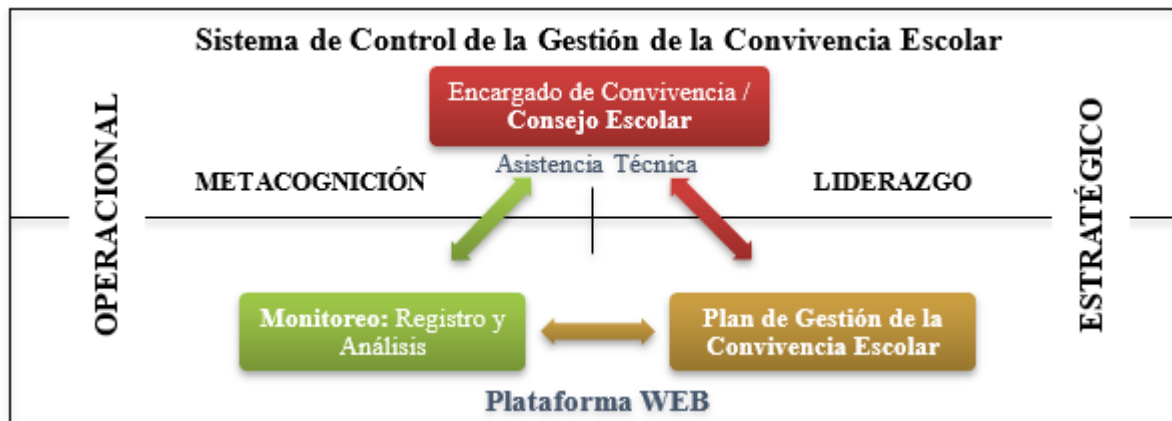 Sistema de Control de la Gestión de la Convivencia Escolar
Encargado de Convivencia /
Consejo Escolar
Asistencia Técnica
OPERACIONAL
METACOGNICIÓN
LIDERAZGO
ESTRATÉGICO
Monitoreo: Registro y
Análisis
Plan de Gestión de la
Convivencia Escolar
Plataforma WEB